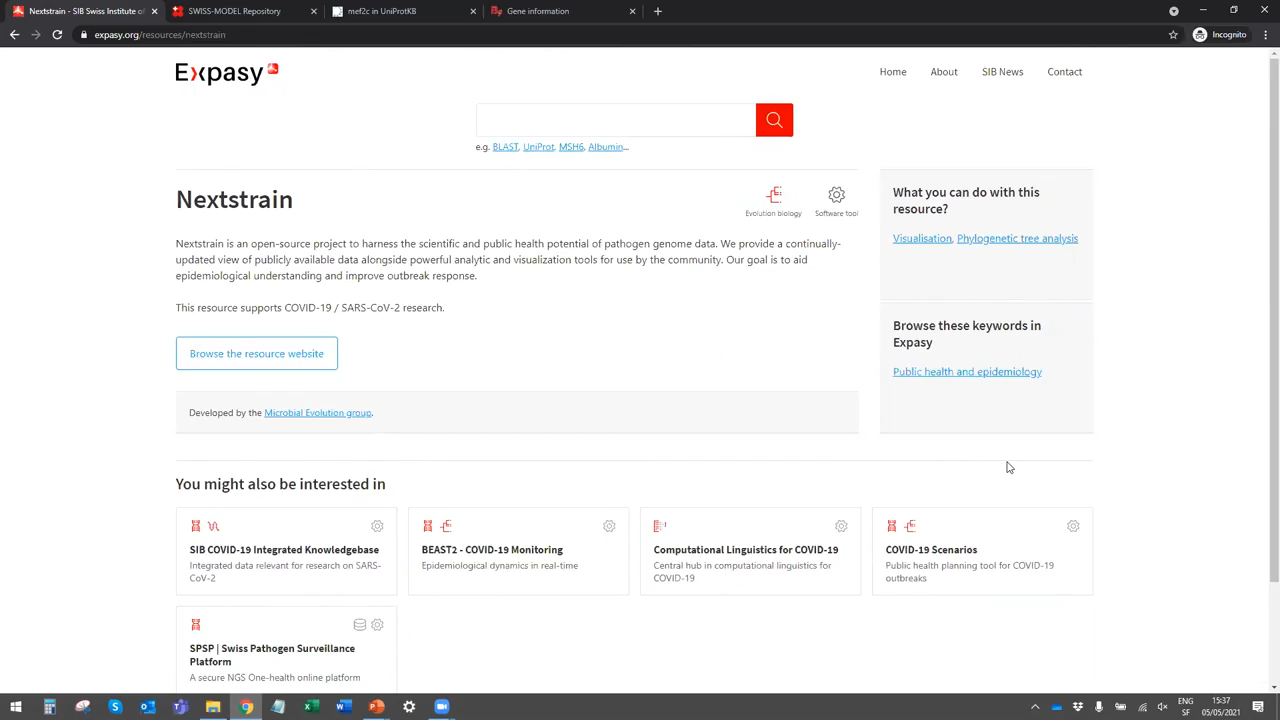 Nextstrain - SIB Swiss Institute of
SWISS-MODEL Repository
mef2c in UniProtKB
Gene information
expasy.org/resources/nextstrain
Incognito
Expasy
Home
About
SIB News
Contact
e.g. BLAST, UniProt, MSH6, Albumin...
Nextstrain
Evolution biology
Software tool
Nextstrain is an open-source project to harness the scientific and public health potential of pathogen genome data. We provide a continually-
updated view of publicly available data alongside powerful analytic and visualization tools for use by the community. Our goal is to aid
epidemiological understanding and improve outbreak response.
This resource supports COVID-19 / SARS-CoV-2 research.
Browse the resource website
Developed by the Microbial Evolution group.
What you can do with this
resource?
Visualisation, Phylogenetic tree analysis
Browse these keywords in
Expasy
Public health and epidemiology
You might also be interested in
SIB COVID-19 Integrated Knowledgebase
Integrated data relevant for research on SARS-
CoV-2
BEAST2 - COVID-19 Monitoring
Epidemiological dynamics in real-time
Computational Linguistics for COVID-19
Central hub in computational linguistics for
COVID-19
COVID-19 Scenarios
Public health planning tool for COVID-19
outbreaks
SPSP | Swiss Pathogen Surveillance
Platform
A secure NGS One-health online platform
ENG
SF
15:37
05/05/2021